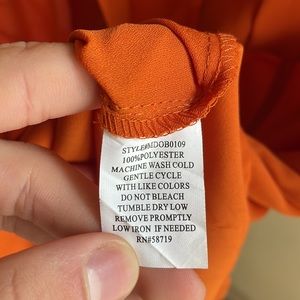 STYLE#MDOB0109
100%POLYESTER
MACHINE WASH COLD
GENTLE CYCLE
WITH LIKE COLORS
DO NOT BLEACH
TUMBLE DRY LOW
REMOVE PROMPTLY
LOW IRON IF NEEDED
RN#58719